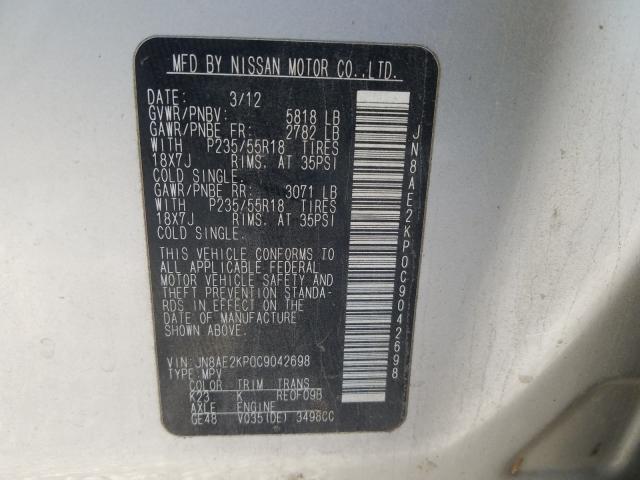 MFD BY NISSAN MOTOR CO.,LTD.
DATE: 3/12
GVWR/PNBV: 5818 LB
GAWR/PNBE FR: 2782 LB
WITH P235/55R18 TIRES
18X7J RIMS. AT 35PSI
COLD SINGLE.
GAWR/PNBE RR: 3071 LB
WITH P235/55R18 TIRES
18X7J RIMS. AT 35PSI
COLD SINGLE.
THIS VEHICLE CONFORMS TO
ALL APPLICABLE FEDERAL
MOTOR VEHICLE SAFETY AND
THEFT PREVENTION STANDA-
RDS IN EFFECT ON THE
DATE OF MANUFACTURE
SHOWN ABOVE.
VIN: JN8AE2KP0C9042698
TYPE: MPV
COLOR TRIM TRANS
K23 K RE0F09B
AXLE ENGINE
GE48 VQ35(DE) 3498CC
JN8AE2KP0C9042698